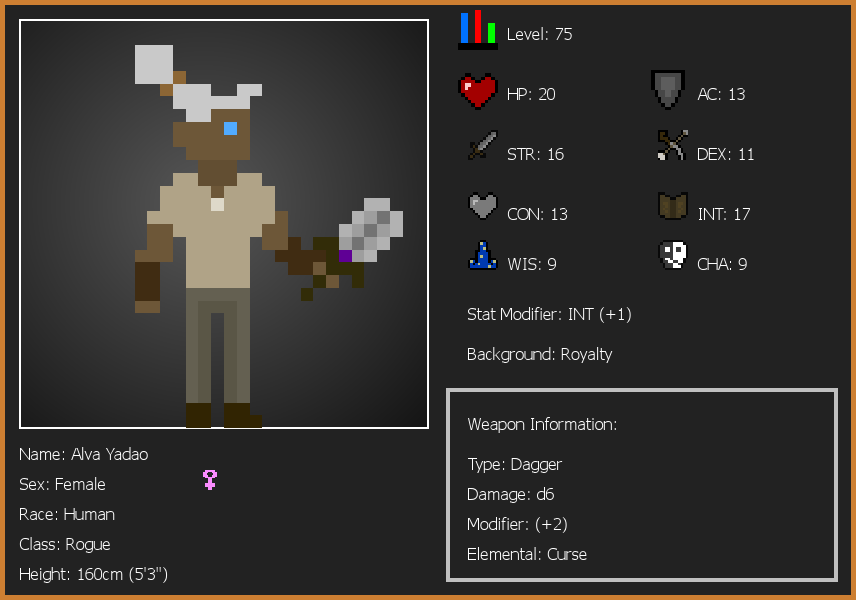 Level: 75
HP: 20
AC: 13
STR: 16
DEX: 11
CON: 13
INT: 17
WIS: 9
CHA: 9
Stat Modifier: INT (+1)
Background: Royalty
Weapon Information:
Type: Dagger
Damage: d6
Modifier: (+2)
Elemental: Curse
Name: Alva Yadao
Sex: Female
Race: Human
Class: Rogue
Height: 160cm (5'3")